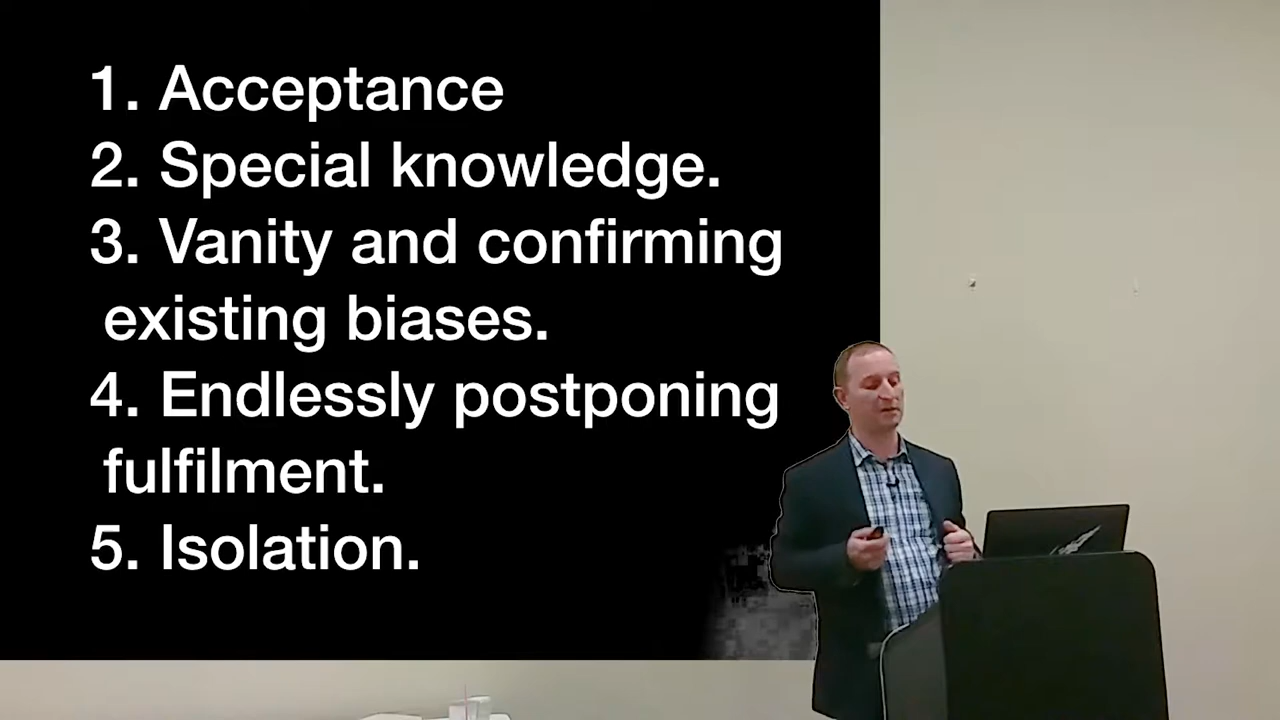 1. Acceptance
2. Special knowledge.
3. Vanity and confirming
existing biases.
4. Endlessly postponing
fulfilment.
5. Isolation.